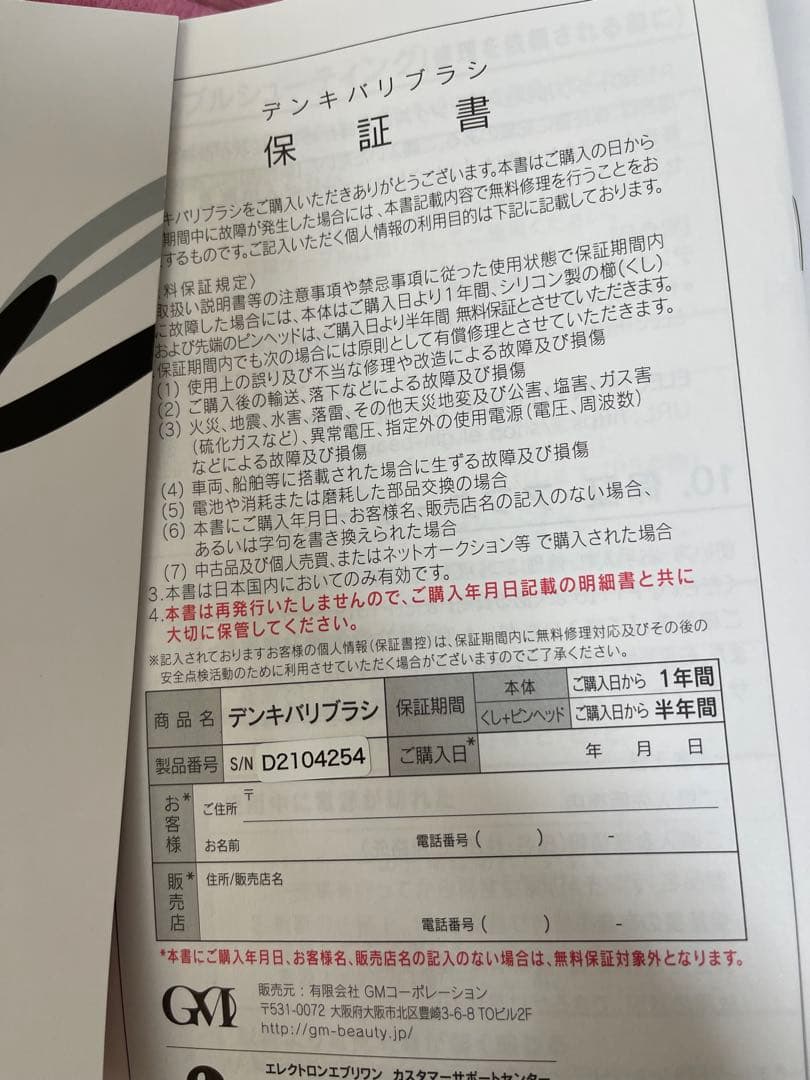 デンキバリブラシ
保証書
キバリブラシをご購入いただきありがとうございます。本書はご購入の日から
期間中に故障が発生した場合には、本書記載内容で無料修理を行うことをお
するものです。ご記入いただく個人情報の利用目的は下記に記載しております。
料保証規定〉
取扱い説明書等の注意事項や禁忌事項に従った使用状態で保証期間内
に故障した場合には、本体はご購入日より1年間、シリコン製の櫛(くし)
および先端のピンヘッドは、ご購入日より半年間 無料保証とさせていただきます。
保証期間内でも次の場合には原則として有償修理とさせていただきます。
(1) 使用上の誤り及び不当な修理や改造による故障及び損傷
(2) ご購入後の輸送、落下などによる故障及び損傷
(3) 火災、地震、水害、落雷、その他天災地変及び公害、塩害、ガス害
(硫化ガスなど)、異常電圧、指定外の使用電源(電圧、周波数)
などによる故障及び損傷
(4) 車両、船舶等に搭載された場合に生ずる故障及び損傷
(5) 電池や消耗または磨耗した部品交換の場合
(6) 本書にご購入年月日、お客様名、販売店名の記入のない場合、
あるいは字句を書き換えられた場合
(7) 中古品及び個人売買、またはネットオークション等 で購入された場合
3.本書は日本国内においてのみ有効です。
4.本書は再発行いたしませんので、ご購入年月日記載の明細書と共に
大切に保管してください。
※記入されておりますお客様の個人情報(保証書控)は、保証期間内に無料修理対応及びその後の
安全点検活動のために利用させていただく場合がございますのでご了承ください。
商品名 デンキバリブラシ 保証期間 本体 ご購入日から 1年間
くし+ピンヘッド ご購入日から 半年間
製品番号 S/N D2104254 ご購入日* 年 月 日
お客様* ご住所 〒
お名前 電話番号( ) -
販売店* 住所/販売店名
電話番号( ) -
*本書にご購入年月日、お客様名、販売店名の記入のない場合は、無料保証対象外となります。
GM 販売元:有限会社 GMコーポレーション
〒531-0072 大阪府大阪市北区豊崎3-6-8 TOビル2F
http://gm-beauty.jp/
エレクトロンエブリワン カスタマーサポートセンター